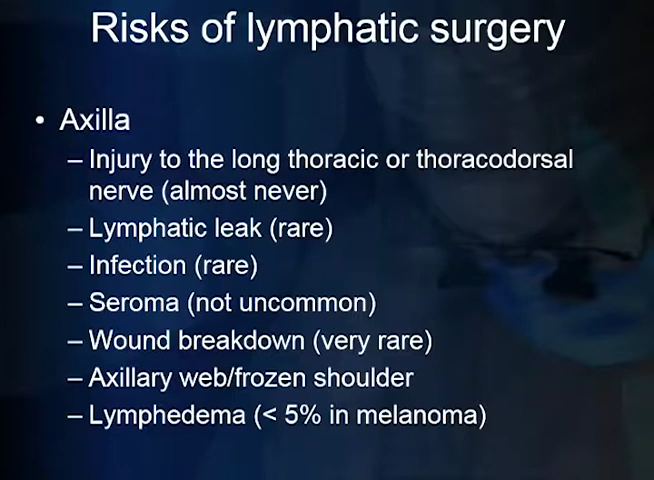 Risks of lymphatic surgery
• Axilla
– Injury to the long thoracic or thoracodorsal
nerve (almost never)
– Lymphatic leak (rare)
– Infection (rare)
– Seroma (not uncommon)
– Wound breakdown (very rare)
– Axillary web/frozen shoulder
– Lymphedema (< 5% in melanoma)